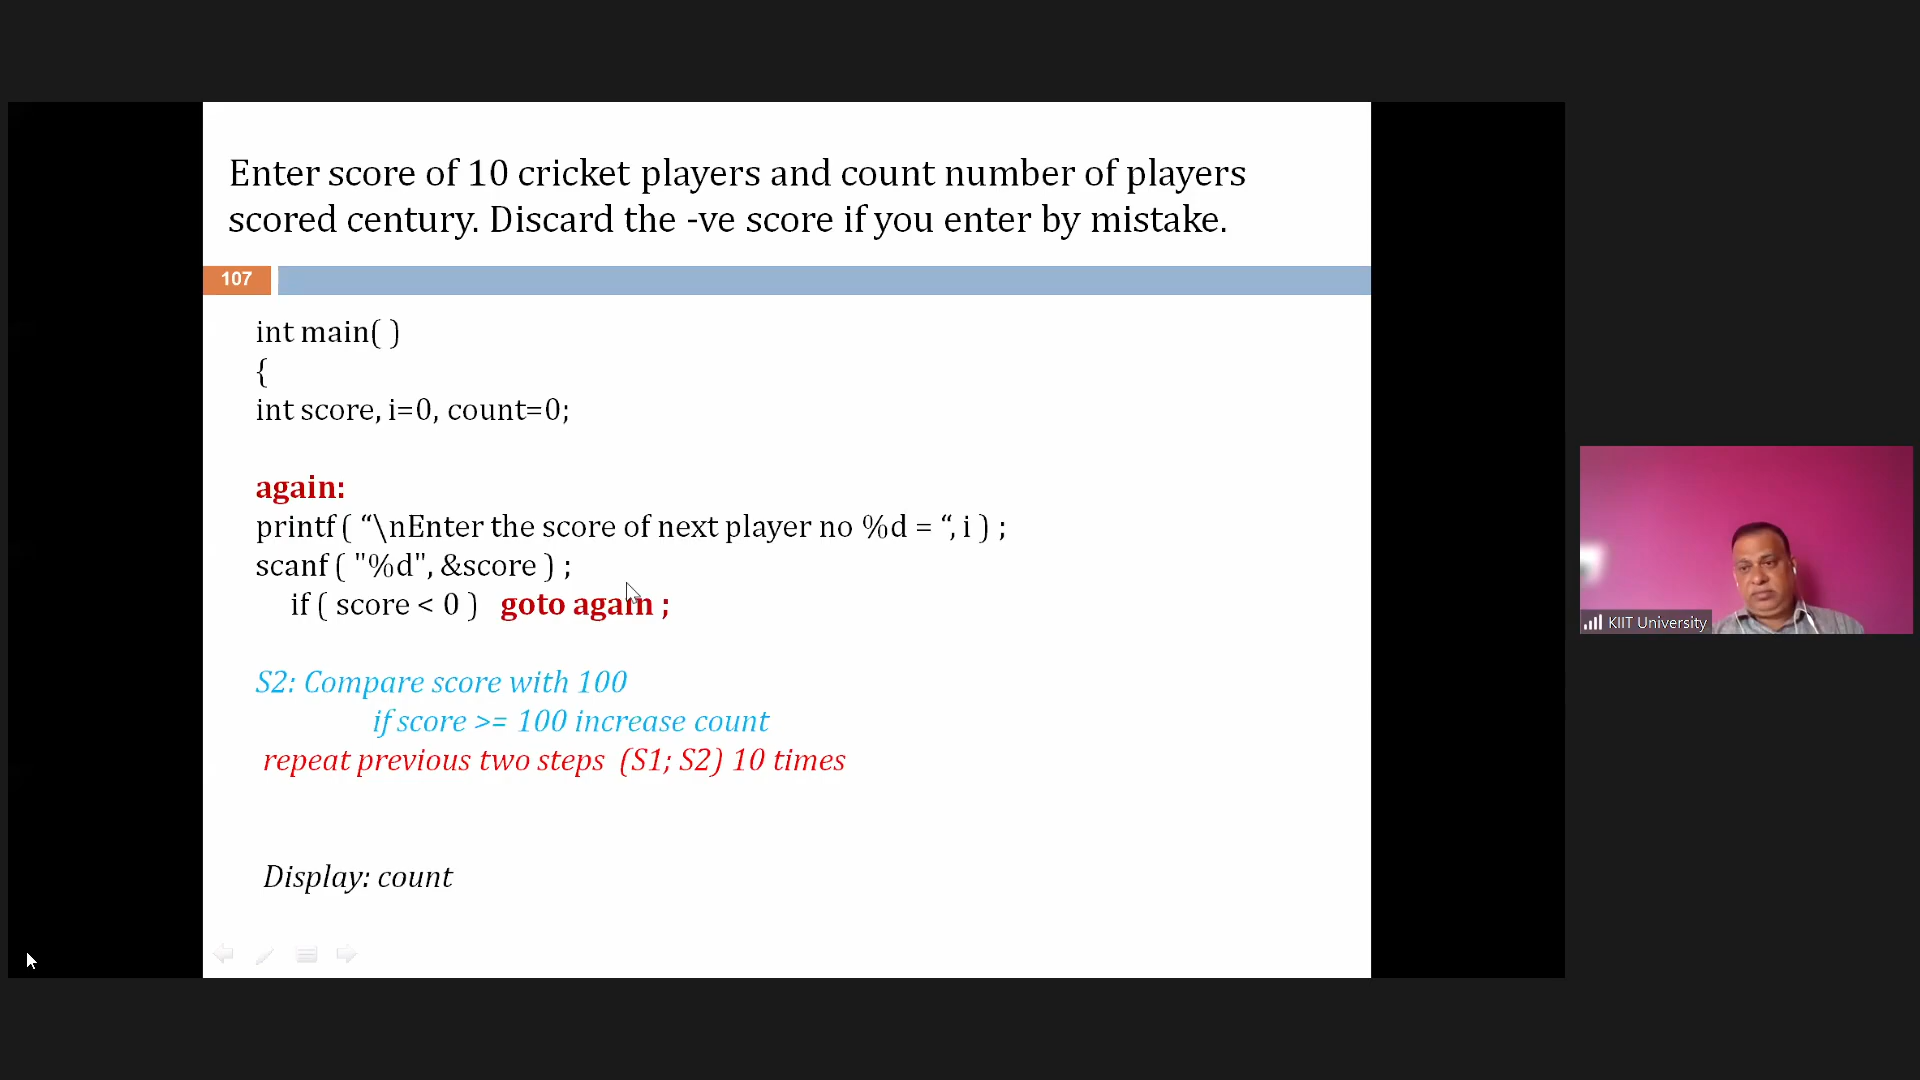 Enter score of 10 cricket players and count number of players
scored century. Discard the -ve score if you enter by mistake.
107
int main( )
{
int score, i=0, count=0;
again:
printf ( “\nEnter the score of next player no %d = “, i ) ;
scanf ( "%d", &score ) ;
if ( score < 0 ) goto again ;
S2: Compare score with 100
if score >= 100 increase count
repeat previous two steps (S1; S2) 10 times
Display: count
KIIT University